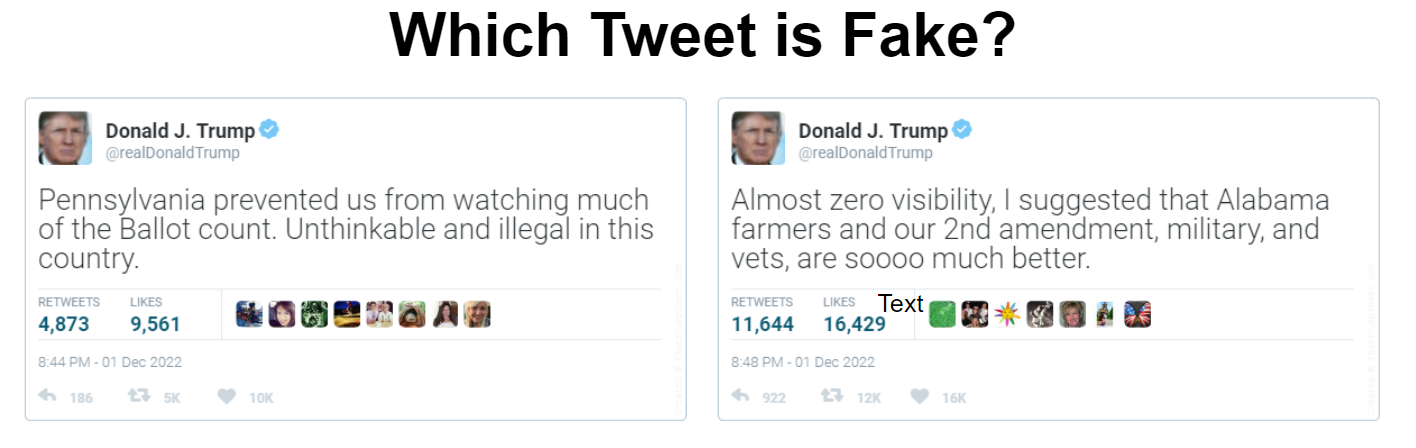 Which Tweet is Fake?
Donald J. Trump
@realDonaldTrump
Pennsylvania prevented us from watching much
of the Ballot count. Unthinkable and illegal in this
country.
RETWEETS LIKES
4,873 9,561
8:44 PM - 01 Dec 2022
186 5K 10K
Donald J. Trump
@realDonaldTrump
Almost zero visibility, I suggested that Alabama
farmers and our 2nd amendment, military, and
vets, are soooo much better.
RETWEETS LIKES Text
11,644 16,429
8:48 PM - 01 Dec 2022
922 12K 16K